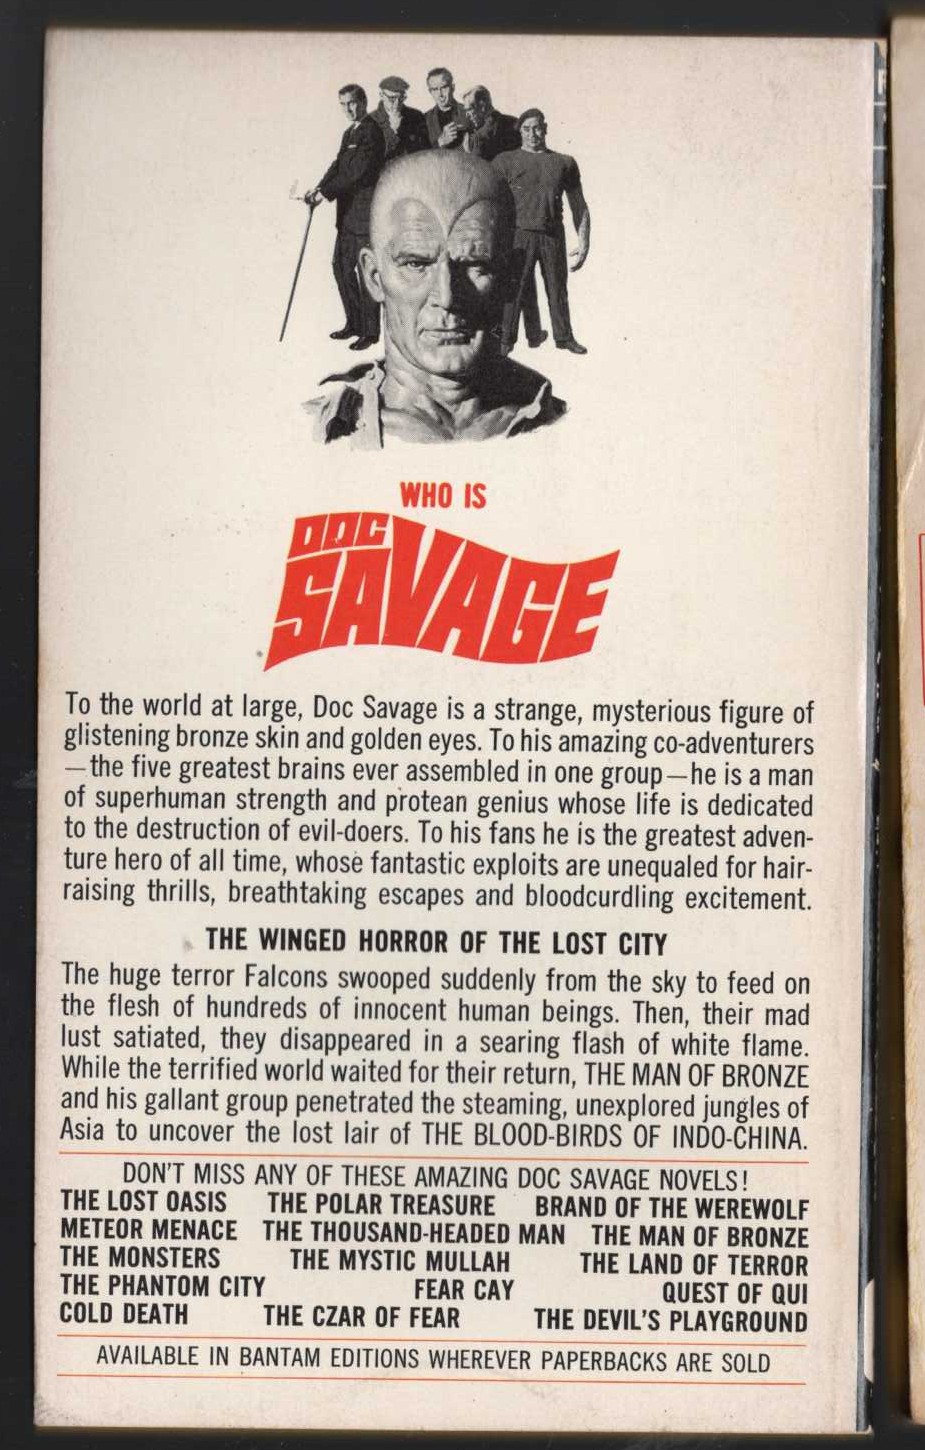 WHO IS
DOC
SAVAGE
To the world at large, Doc Savage is a strange, mysterious figure of
glistening bronze skin and golden eyes. To his amazing co-adventurers
—the five greatest brains ever assembled in one group—he is a man
of superhuman strength and protean genius whose life is dedicated
to the destruction of evil-doers. To his fans he is the greatest adven-
ture hero of all time, whose fantastic exploits are unequaled for hair-
raising thrills, breathtaking escapes and bloodcurdling excitement.
THE WINGED HORROR OF THE LOST CITY
The huge terror Falcons swooped suddenly from the sky to feed on
the flesh of hundreds of innocent human beings. Then, their mad
lust satiated, they disappeared in a searing flash of white flame.
While the terrified world waited for their return, THE MAN OF BRONZE
and his gallant group penetrated the steaming, unexplored jungles of
Asia to uncover the lost lair of THE BLOOD-BIRDS OF INDO-CHINA.
DON'T MISS ANY OF THESE AMAZING DOC SAVAGE NOVELS!
THE LOST OASIS THE POLAR TREASURE BRAND OF THE WEREWOLF
METEOR MENACE THE THOUSAND-HEADED MAN THE MAN OF BRONZE
THE MONSTERS THE MYSTIC MULLAH THE LAND OF TERROR
THE PHANTOM CITY FEAR CAY QUEST OF QUI
COLD DEATH THE CZAR OF FEAR THE DEVIL'S PLAYGROUND
AVAILABLE IN BANTAM EDITIONS WHEREVER PAPERBACKS ARE SOLD